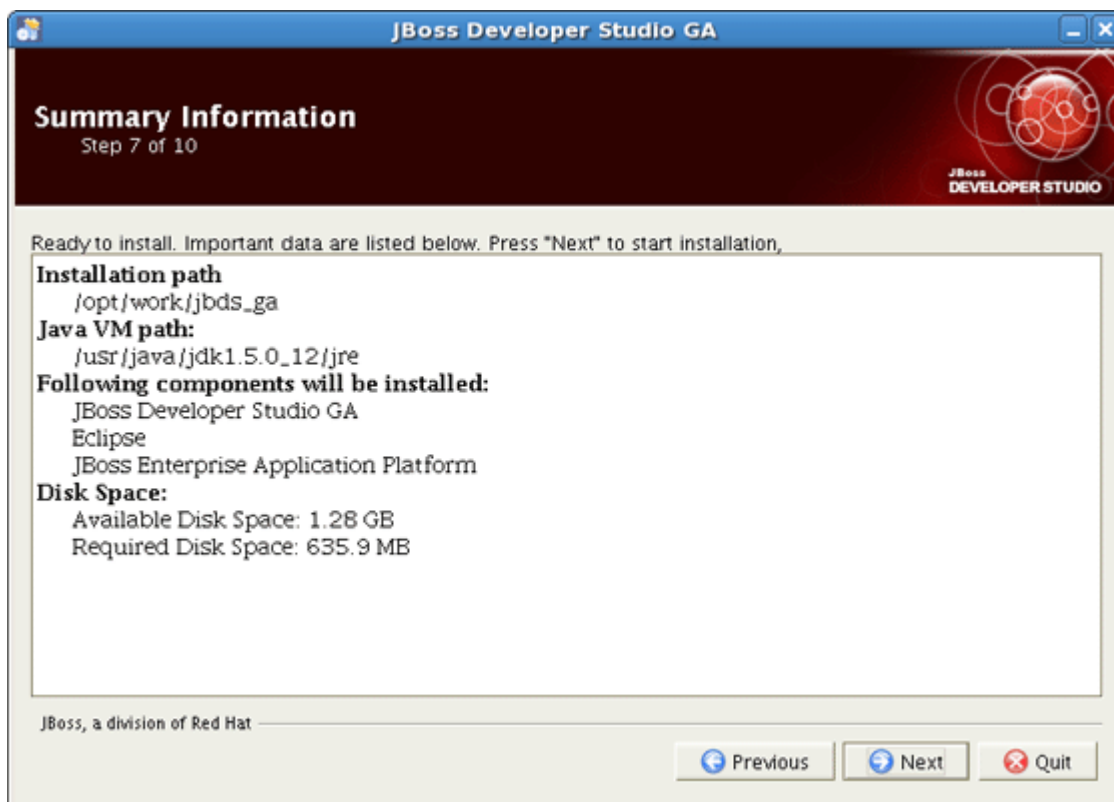 JBoss Developer Studio GA
Summary Information
Step 7 of 10
JBoss
DEVELOPER STUDIO
Ready to install. Important data are listed below. Press "Next" to start installation,
Installation path
/opt/work/jbds_ga
Java VM path:
/usr/java/jdk1.5.0_12/jre
Following components will be installed:
JBoss Developer Studio GA
Eclipse
JBoss Enterprise Application Platform
Disk Space:
Available Disk Space: 1.28 GB
Required Disk Space: 635.9 MB
JBoss, a division of Red Hat
Previous Next Quit